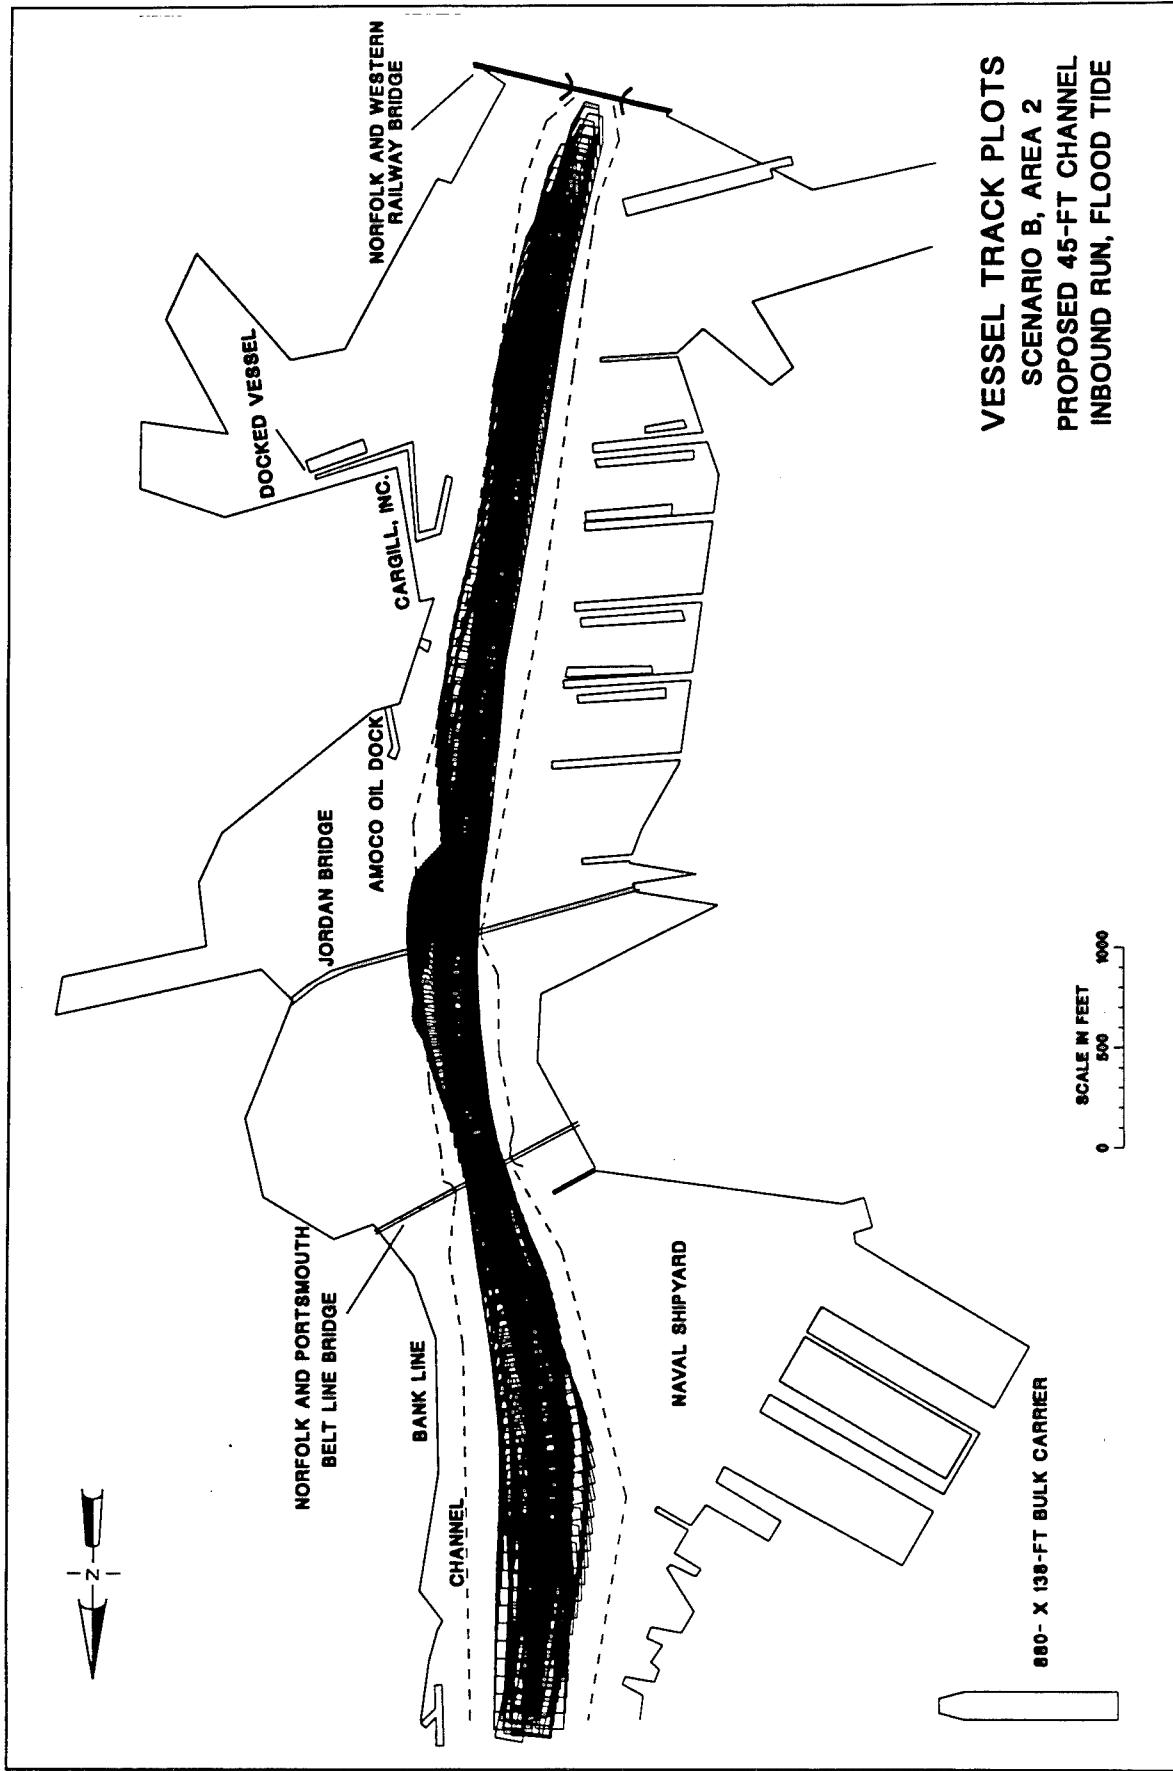 NORFOLK AND WESTERN
RAILWAY BRIDGE
DOCKED VESSEL
CARGILL, INC.
AMOCO OIL DOCK
JORDAN BRIDGE
NORFOLK AND PORTSMOUTH
BELT LINE BRIDGE
BANK LINE
CHANNEL
N
NAVAL SHIPYARD
SCALE IN FEET
0 500 1000
880- X 138-FT BULK CARRIER
VESSEL TRACK PLOTS
SCENARIO B, AREA 2
PROPOSED 45-FT CHANNEL
INBOUND RUN, FLOOD TIDE